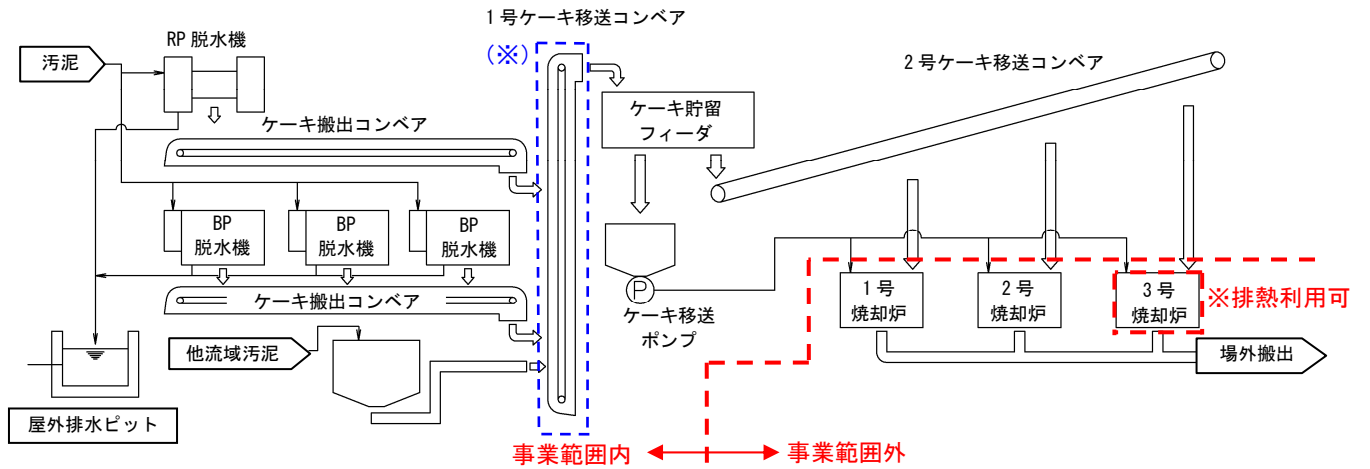 1号ケーキ移送コンベア
RP 脱水機
(※)
汚泥
2号ケーキ移送コンベア
ケーキ貯留
フィーダ
ケーキ搬出コンベア
BP
脱水機
BP
脱水機
BP
脱水機
P
ケーキ移送
ポンプ
1号
焼却炉
2号
焼却炉
3号
焼却炉
※排熱利用可
ケーキ搬出コンベア
他流域汚泥
場外搬出
屋外排水ピット
事業範囲内
事業範囲外